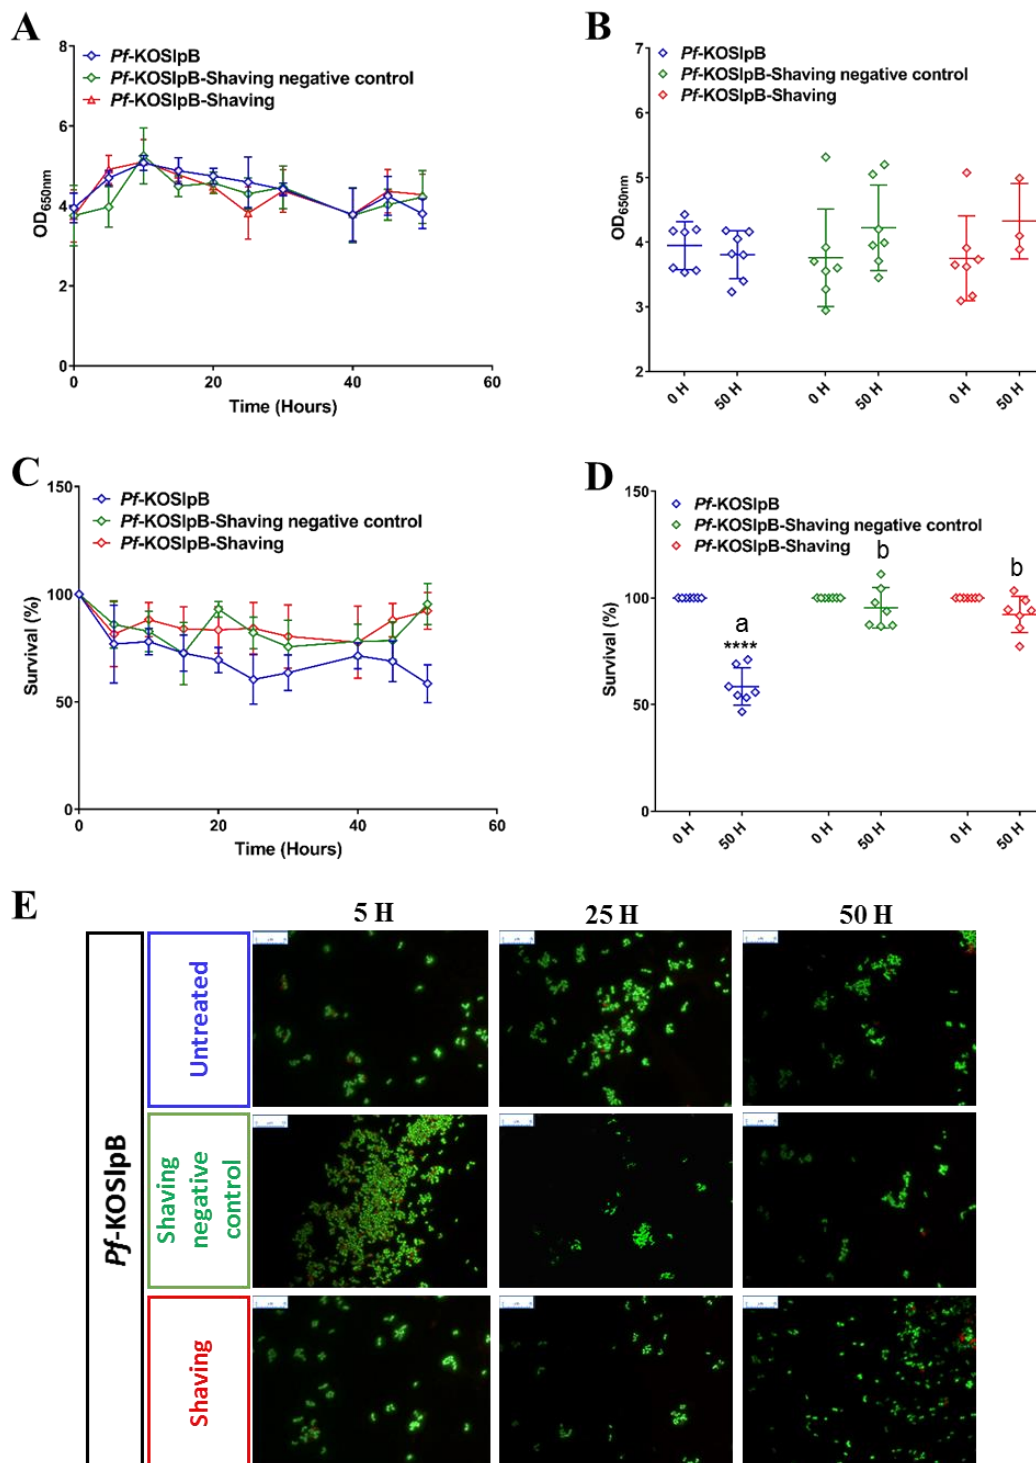 A
8
6
4
2
0
OD650nm
Pf-KOSlpB
Pf-KOSlpB-Shaving negative control
Pf-KOSlpB-Shaving
0 20 40 60
Time (Hours)
B
7
6
5
4
3
2
OD650nm
Pf-KOSlpB
Pf-KOSlpB-Shaving negative control
Pf-KOSlpB-Shaving
0 H 50 H 0 H 50 H 0 H 50 H
C
150
100
50
0
Survival (%)
Pf-KOSlpB
Pf-KOSlpB-Shaving negative control
Pf-KOSlpB-Shaving
0 20 40 60
Time (Hours)
D
150
100
50
0
Survival (%)
Pf-KOSlpB
Pf-KOSlpB-Shaving negative control
Pf-KOSlpB-Shaving
a
****
b
b
0 H 50 H 0 H 50 H 0 H 50 H
E
5 H 25 H 50 H
Pf-KOSlpB
Untreated
Shaving
negative
control
Shaving